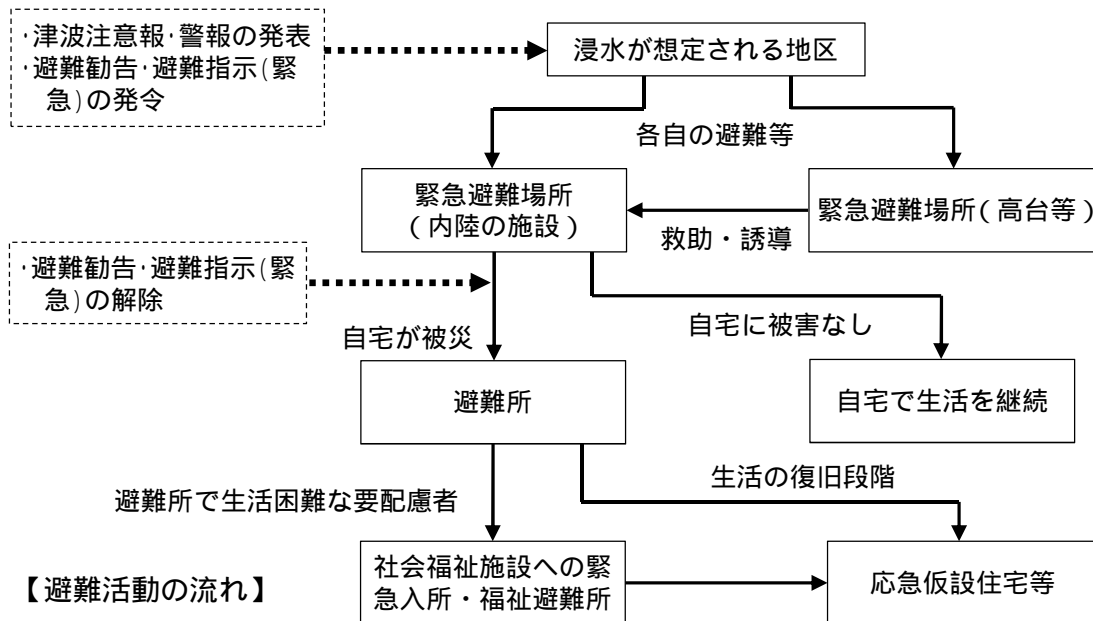 ･津波注意報･警報の発表
･避難勧告･避難指示(緊
急)の発令
浸水が想定される地区
各自の避難等
緊急避難場所
(内陸の施設)
緊急避難場所(高台等)
救助・誘導
･避難勧告･避難指示(緊
急)の解除
自宅が被災
自宅に被害なし
避難所
自宅で生活を継続
避難所で生活困難な要配慮者
生活の復旧段階
社会福祉施設への緊
急入所・福祉避難所
応急仮設住宅等
【避難活動の流れ】